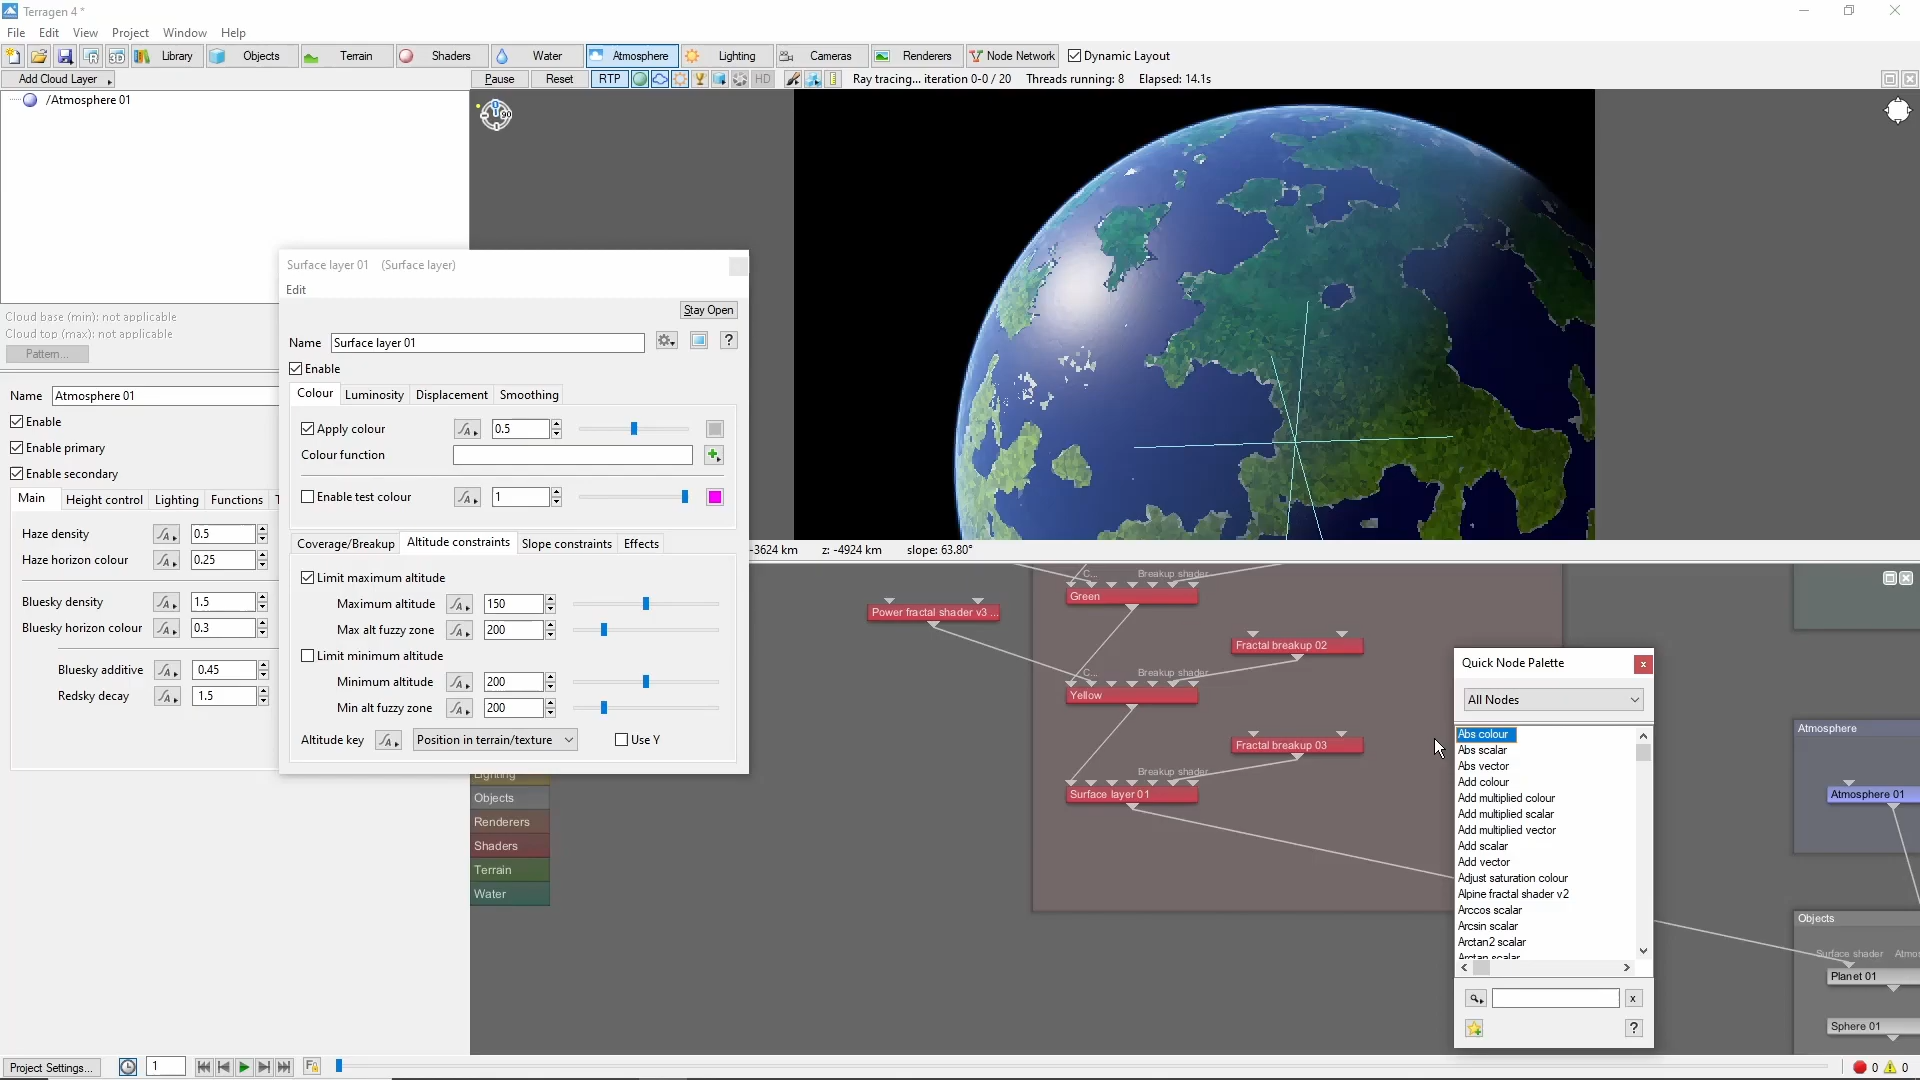 Terragen 4 *
File Edit View Project Window Help
Library Objects Terrain Shaders Water Atmosphere Lighting Cameras Renderers Node Network Dynamic Layout
Add Cloud Layer
Pause Reset RTP HD Ray tracing... iteration 0-0 / 20 Threads running: 8 Elapsed: 14.1s
/Atmosphere 01
Cloud base (min): not applicable
Cloud top (max): not applicable
Pattern...
Name Atmosphere 01
Enable
Enable primary
Enable secondary
Main Height control Lighting Functions T
Haze density 0.5
Haze horizon colour 0.25
Bluesky density 1.5
Bluesky horizon colour 0.3
Bluesky additive 0.45
Redsky decay 1.5
Surface layer 01 (Surface layer)
Edit
Stay Open
Name Surface layer 01 ?
Enable
Colour Luminosity Displacement Smoothing
Apply colour 0.5
Colour function
Enable test colour 1
Coverage/Breakup Altitude constraints Slope constraints Effects
Limit maximum altitude
Maximum altitude 150
Max alt fuzzy zone 200
Limit minimum altitude
Minimum altitude 200
Min alt fuzzy zone 200
Altitude key Position in terrain/texture Use Y
-3624 km z: -4924 km slope: 63.80°
Lighting
Objects
Renderers
Shaders
Terrain
Water
C... Breakup shader
Green
Power fractal shader v3 ...
Fractal breakup 02
C... Breakup shader
Yellow
Fractal breakup 03
Breakup shader
Surface layer 01
Quick Node Palette x
All Nodes
Abs colour
Abs scalar
Abs vector
Add colour
Add multiplied colour
Add multiplied scalar
Add multiplied vector
Add scalar
Add vector
Adjust saturation colour
Alpine fractal shader v2
Arccos scalar
Arcsin scalar
Arctan2 scalar
Arctan scalar
x
?
Atmosphere
Atmosphere 01
Objects
Surface shader Atmos
Planet 01
Sphere 01
Project Settings... 1 0 0